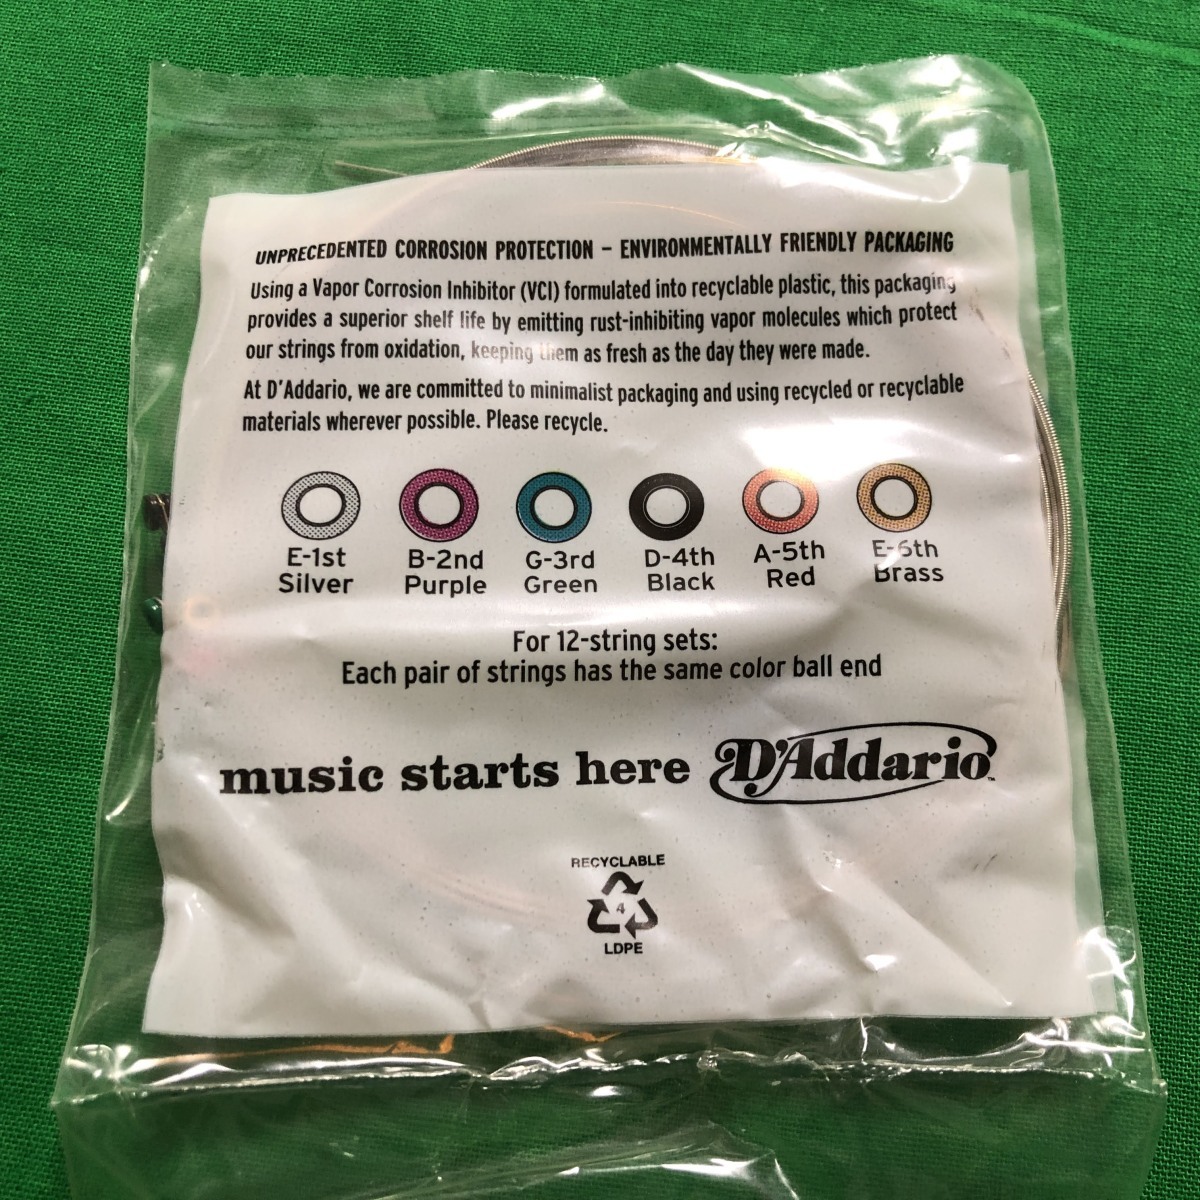 UNPRECEDENTED CORROSION PROTECTION – ENVIRONMENTALLY FRIENDLY PACKAGING
Using a Vapor Corrosion Inhibitor (VCI) formulated into recyclable plastic, this packaging
provides a superior shelf life by emitting rust-inhibiting vapor molecules which protect
our strings from oxidation, keeping them as fresh as the day they were made.
At D'Addario, we are committed to minimalist packaging and using recycled or recyclable
materials wherever possible. Please recycle.
E-1st B-2nd G-3rd D-4th A-5th E-6th
Silver Purple Green Black Red Brass
For 12-string sets:
Each pair of strings has the same color ball end
music starts here D'Addario™
RECYCLABLE
4
LDPE